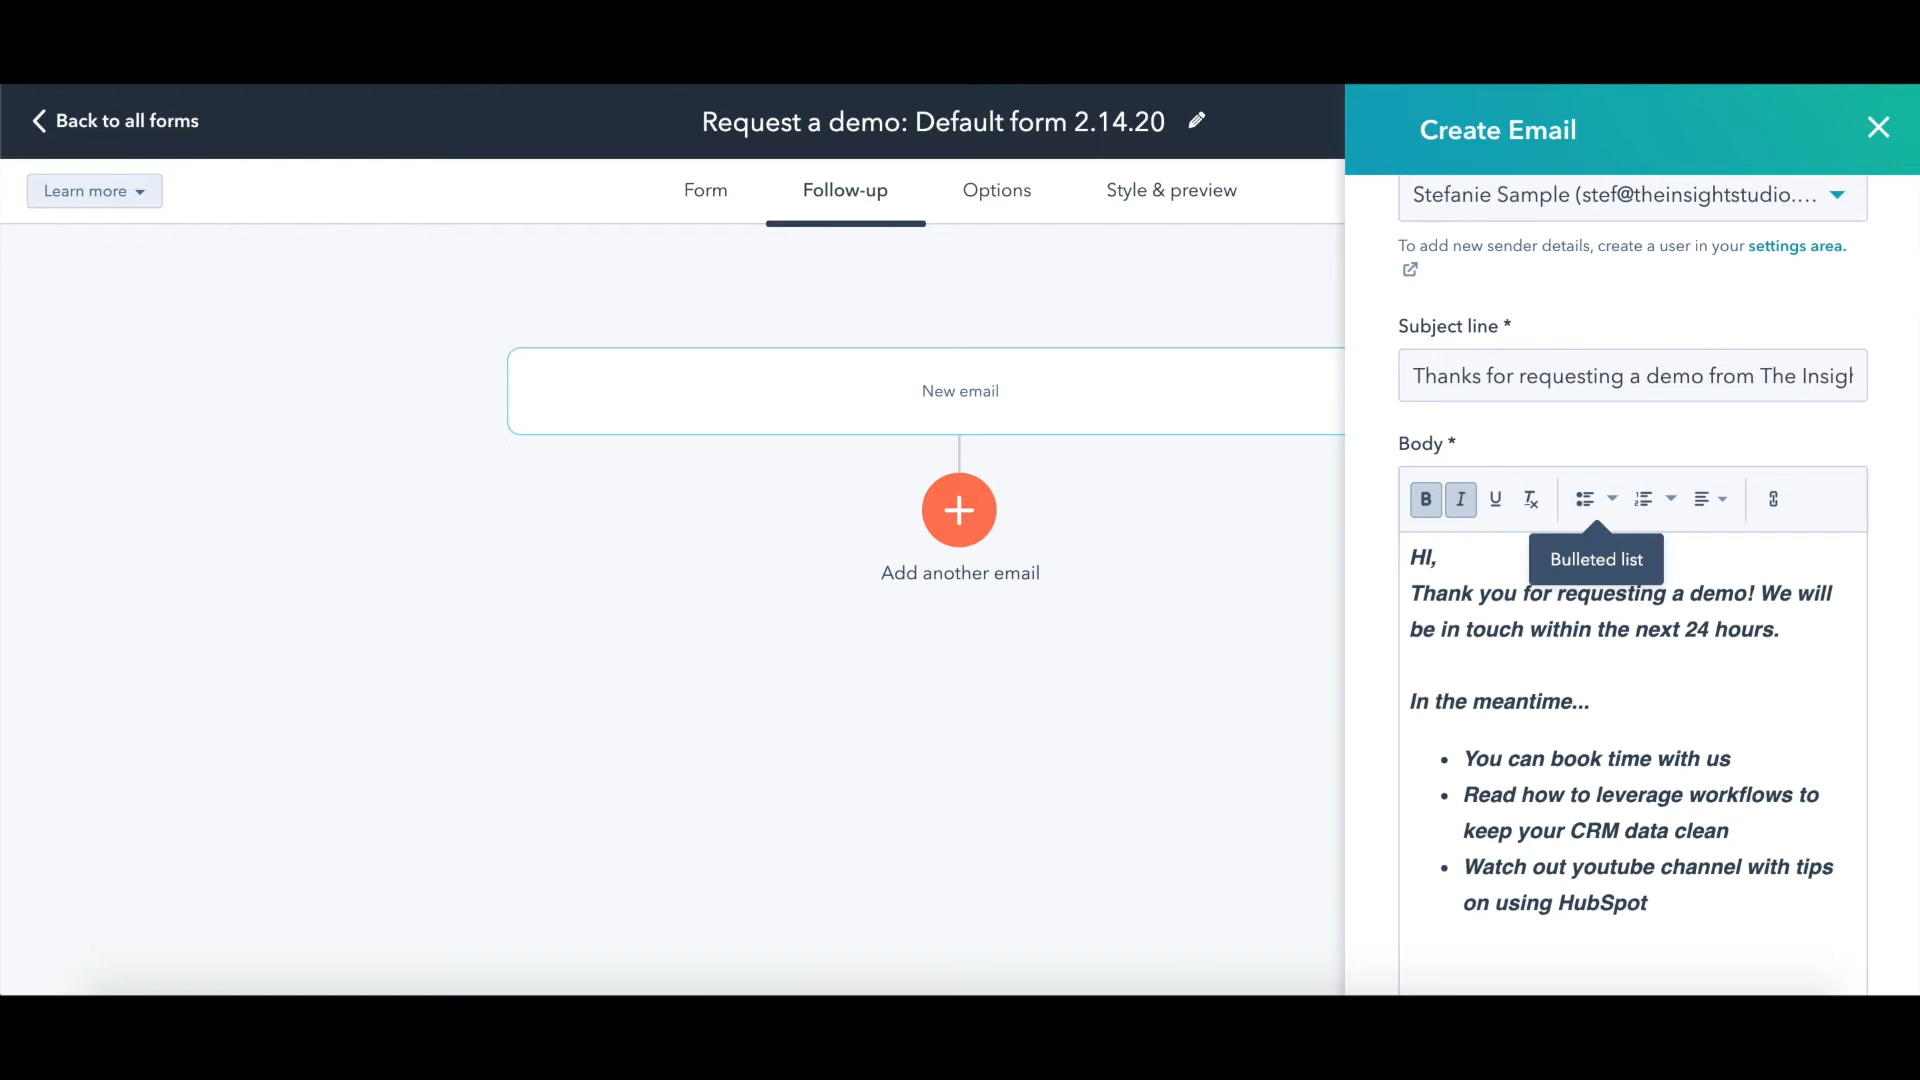 Back to all forms
Request a demo: Default form 2.14.20
Create Email
Learn more
Form
Follow-up
Options
Style & preview
Stefanie Sample (stef@theinsightstudio....
To add new sender details, create a user in your settings area.
Subject line *
Thanks for requesting a demo from The Insigh
Body *
B I U Tx
Bulleted list
HI,
Thank you for requesting a demo! We will
be in touch within the next 24 hours.
In the meantime...
• You can book time with us
• Read how to leverage workflows to
keep your CRM data clean
• Watch out youtube channel with tips
on using HubSpot
New email
Add another email